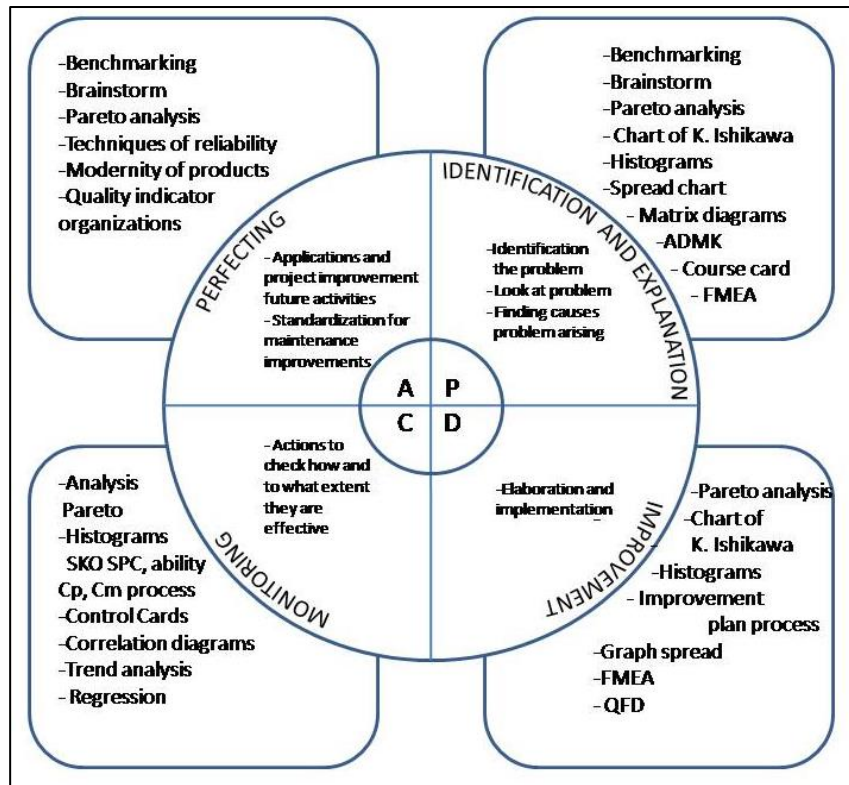 -Benchmarking
-Brainstorm
-Pareto analysis
-Techniques of reliability
-Modernity of products
-Quality indicator
organizations
-Benchmarking
-Brainstorm
-Pareto analysis
- Chart of K. Ishikawa
-Histograms
-Spread chart
- Matrix diagrams
-ADMK
- Course card
- FMEA
PERFECTING
- Applications and
project improvement
future activities
- Standardization for
maintenance
improvements
IDENTIFICATION AND EXPLANATION
-Identification
the problem
- Look at problem
- Finding causes
problem arising
A P
C D
MONITORING
- Actions to
check how and
to what extent
they are
effective
IMPROVEMENT
-Elaboration and
implementation
-Analysis
Pareto
-Histograms
SKO SPC, ability
Cp, Cm process
-Control Cards
-Correlation diagrams
-Trend analysis
- Regression
- Pareto analysis
-Chart of
K. Ishikawa
-Histograms
- Improvement
plan process
-Graph spread
-FMEA
- QFD